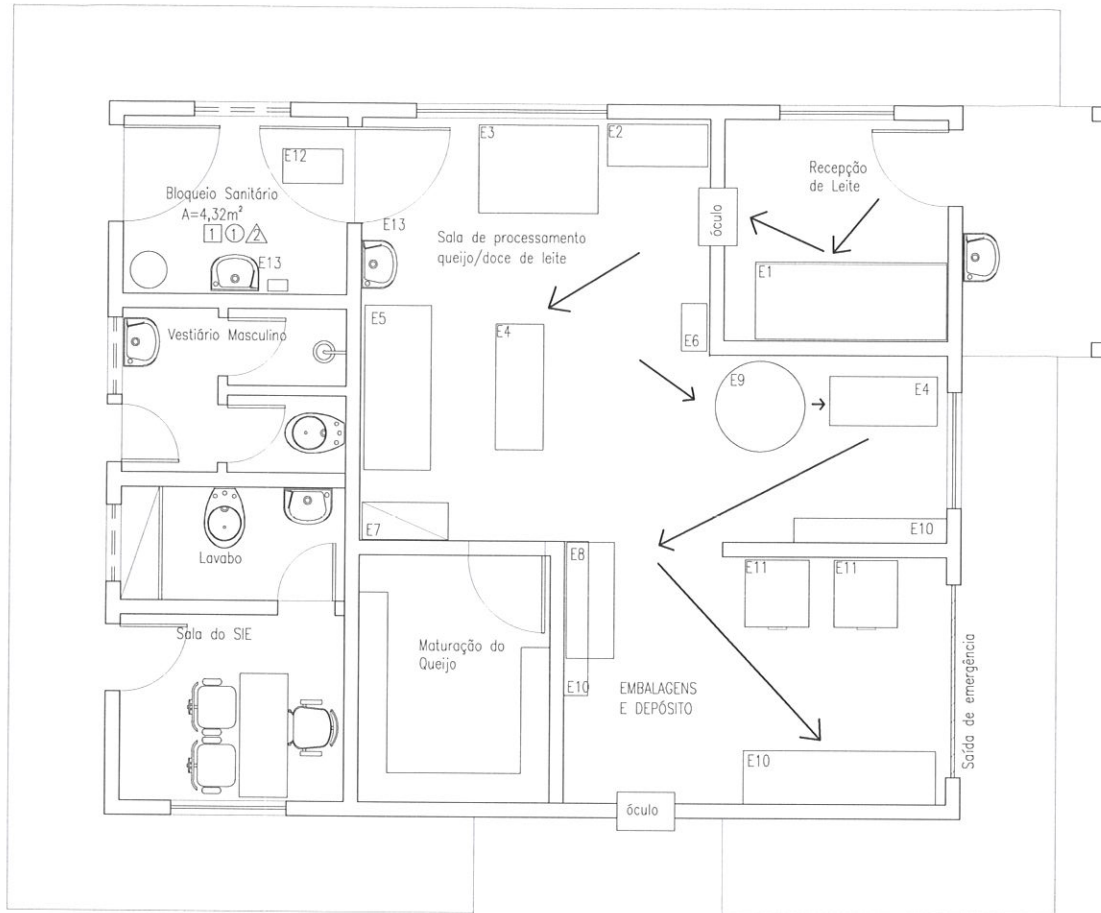 E12
Bloqueio Sanitário
A=4,32m²
1 1 2
E13
E13
E3
E2
óculo
Recepção
de Leite
Sala de processamento
queijo/doce de leite
E1
Vestiário Masculino
E5
E4
E6
E9
E4
E7
E10
Lavabo
E8
E11
E11
Sala do SIE
Maturação do
Queijo
E10
EMBALAGENS
E DEPÓSITO
Saída de emergência
E10
óculo